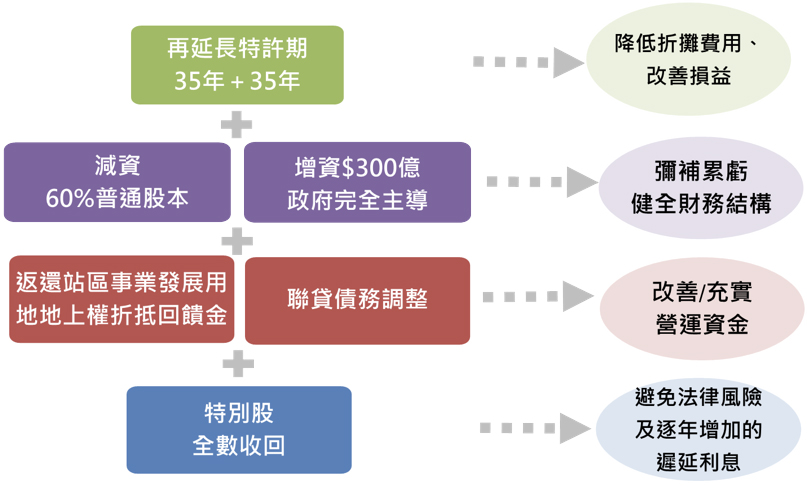 再延長特許期
35年+35年
降低折攤費用、
改善損益
減資
60%普通股本
增資$300億
政府完全主導
彌補累虧
健全財務結構
返還站區事業發展用
地地上權折抵回饋金
聯貸債務調整
改善/充實
營運資金
特別股
全數收回
避免法律風險
及逐年增加的
遲延利息